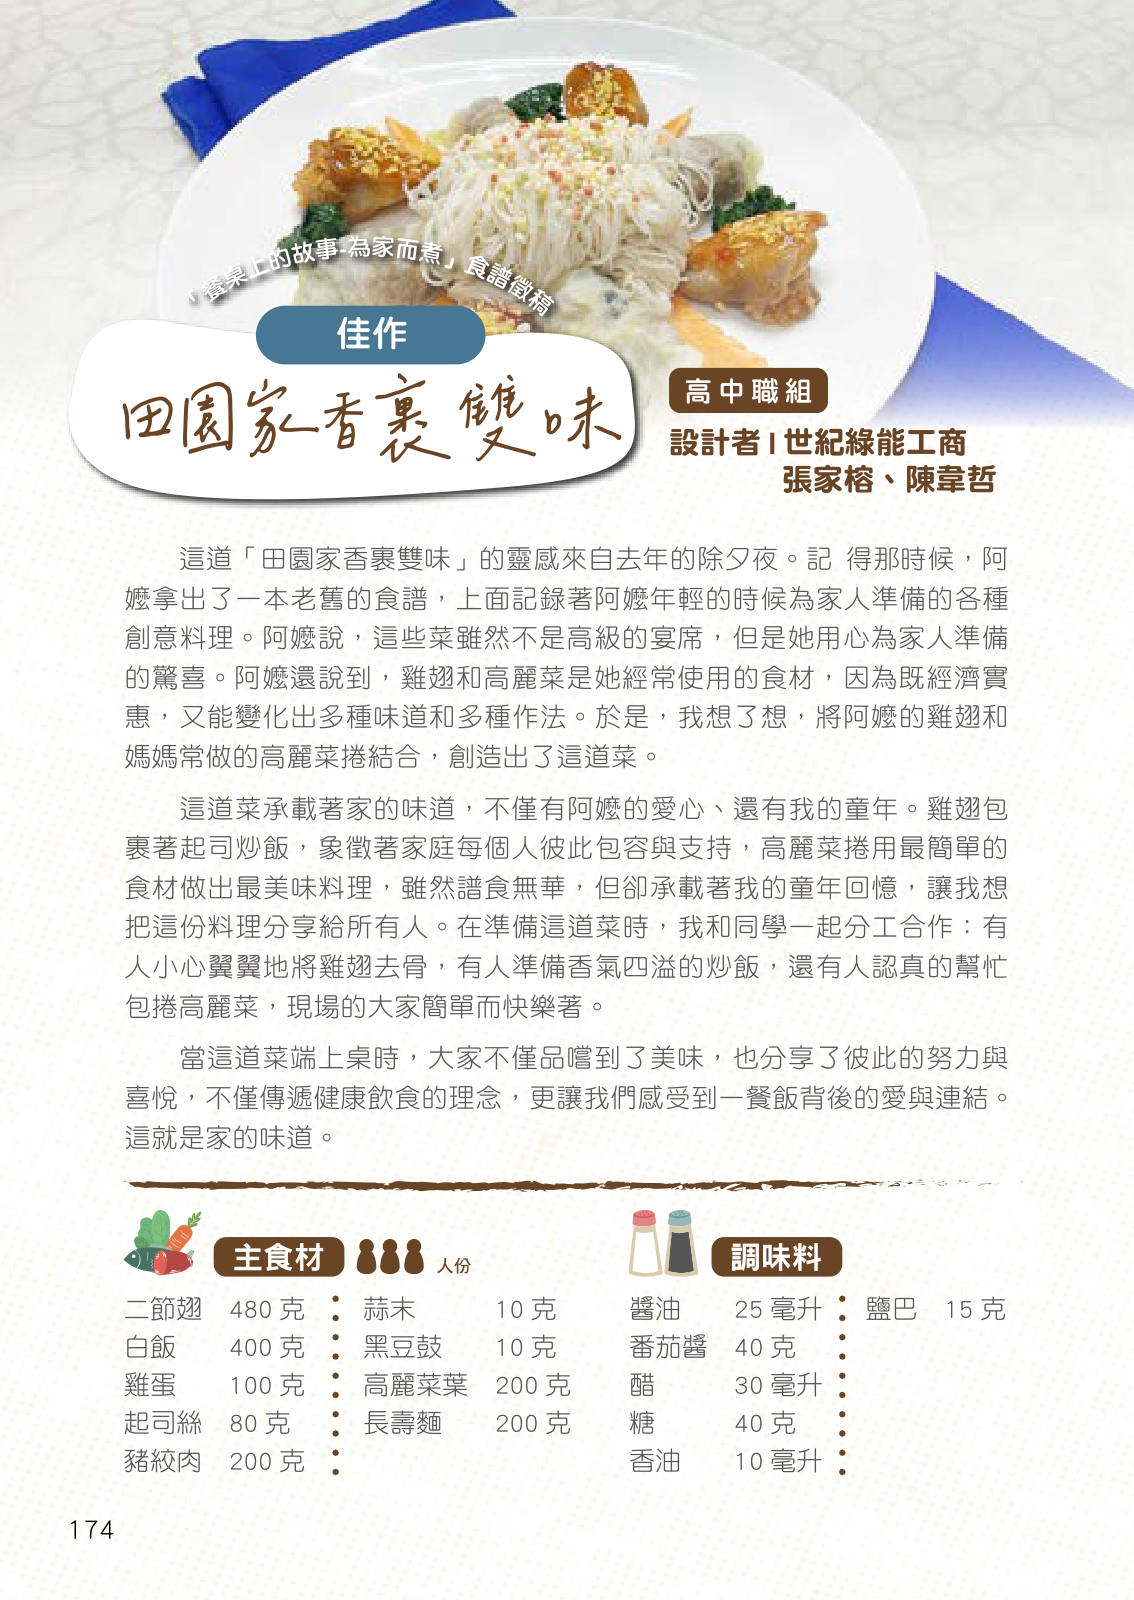 「餐桌上的故事-為家而煮」食譜徵稿
佳作
田園家香裹雙味
高中職組
設計者 | 世紀綠能工商
張家榕、陳韋哲
這道「田園家香裹雙味」的靈感來自去年的除夕夜。記 得那時候，阿
嬤拿出了一本老舊的食譜，上面記錄著阿嬤年輕的時候為家人準備的各種
創意料理。阿嬤說，這些菜雖然不是高級的宴席，但是她用心為家人準備
的驚喜。阿嬤還說到，雞翅和高麗菜是她經常使用的食材，因為既經濟實
惠，又能變化出多種味道和多種作法。於是，我想了想，將阿嬤的雞翅和
媽媽常做的高麗菜捲結合，創造出了這道菜。
這道菜承載著家的味道，不僅有阿嬤的愛心、還有我的童年。雞翅包
裹著起司炒飯，象徵著家庭每個人彼此包容與支持，高麗菜捲用最簡單的
食材做出最美味料理，雖然譜食無華，但卻承載著我的童年回憶，讓我想
把這份料理分享給所有人。在準備這道菜時，我和同學一起分工合作：有
人小心翼翼地將雞翅去骨，有人準備香氣四溢的炒飯，還有人認真的幫忙
包捲高麗菜，現場的大家簡單而快樂著。
當這道菜端上桌時，大家不僅品嚐到了美味，也分享了彼此的努力與
喜悅，不僅傳遞健康飲食的理念，更讓我們感受到一餐飯背後的愛與連結。
這就是家的味道。
主食材 人份
二節翅 480 克
白飯 400 克
雞蛋 100 克
起司絲 80 克
豬絞肉 200 克
蒜末 10 克
黑豆鼓 10 克
高麗菜葉 200 克
長壽麵 200 克
調味料
醬油 25 毫升
番茄醬 40 克
醋 30 毫升
糖 40 克
香油 10 毫升
鹽巴 15 克
174